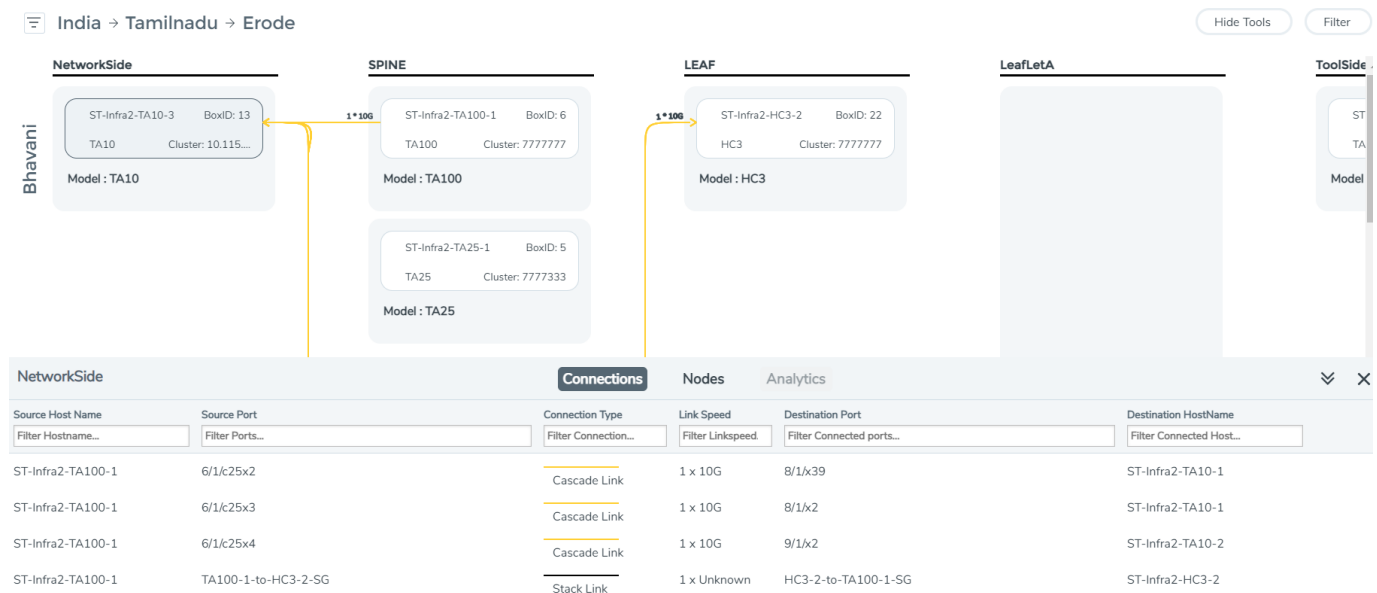 India → Tamilnadu → Erode
Hide Tools
Filter
NetworkSide
SPINE
LEAF
LeafLetA
ToolSide
Bhavani
ST-Infra2-TA10-3 BoxID: 13
TA10 Cluster: 10.115....
Model : TA10
1 * 10G
ST-Infra2-TA100-1 BoxID: 6
TA100 Cluster: 7777777
Model : TA100
ST-Infra2-TA25-1 BoxID: 5
TA25 Cluster: 7777333
Model : TA25
1 * 10G
ST-Infra2-HC3-2 BoxID: 22
HC3 Cluster: 7777777
Model : HC3
ST
TA
Model
NetworkSide
Connections
Nodes
Analytics
Source Host Name Source Port Connection Type Link Speed Destination Port Destination HostName
Filter Hostname... Filter Ports... Filter Connection... Filter Linkspeed. Filter Connected ports... Filter Connected Host...
ST-Infra2-TA100-1 6/1/c25x2 Cascade Link 1 x 10G 8/1/x39 ST-Infra2-TA10-1
ST-Infra2-TA100-1 6/1/c25x3 Cascade Link 1 x 10G 8/1/x2 ST-Infra2-TA10-1
ST-Infra2-TA100-1 6/1/c25x4 Cascade Link 1 x 10G 9/1/x2 ST-Infra2-TA10-2
ST-Infra2-TA100-1 TA100-1-to-HC3-2-SG Stack Link 1 x Unknown HC3-2-to-TA100-1-SG ST-Infra2-HC3-2